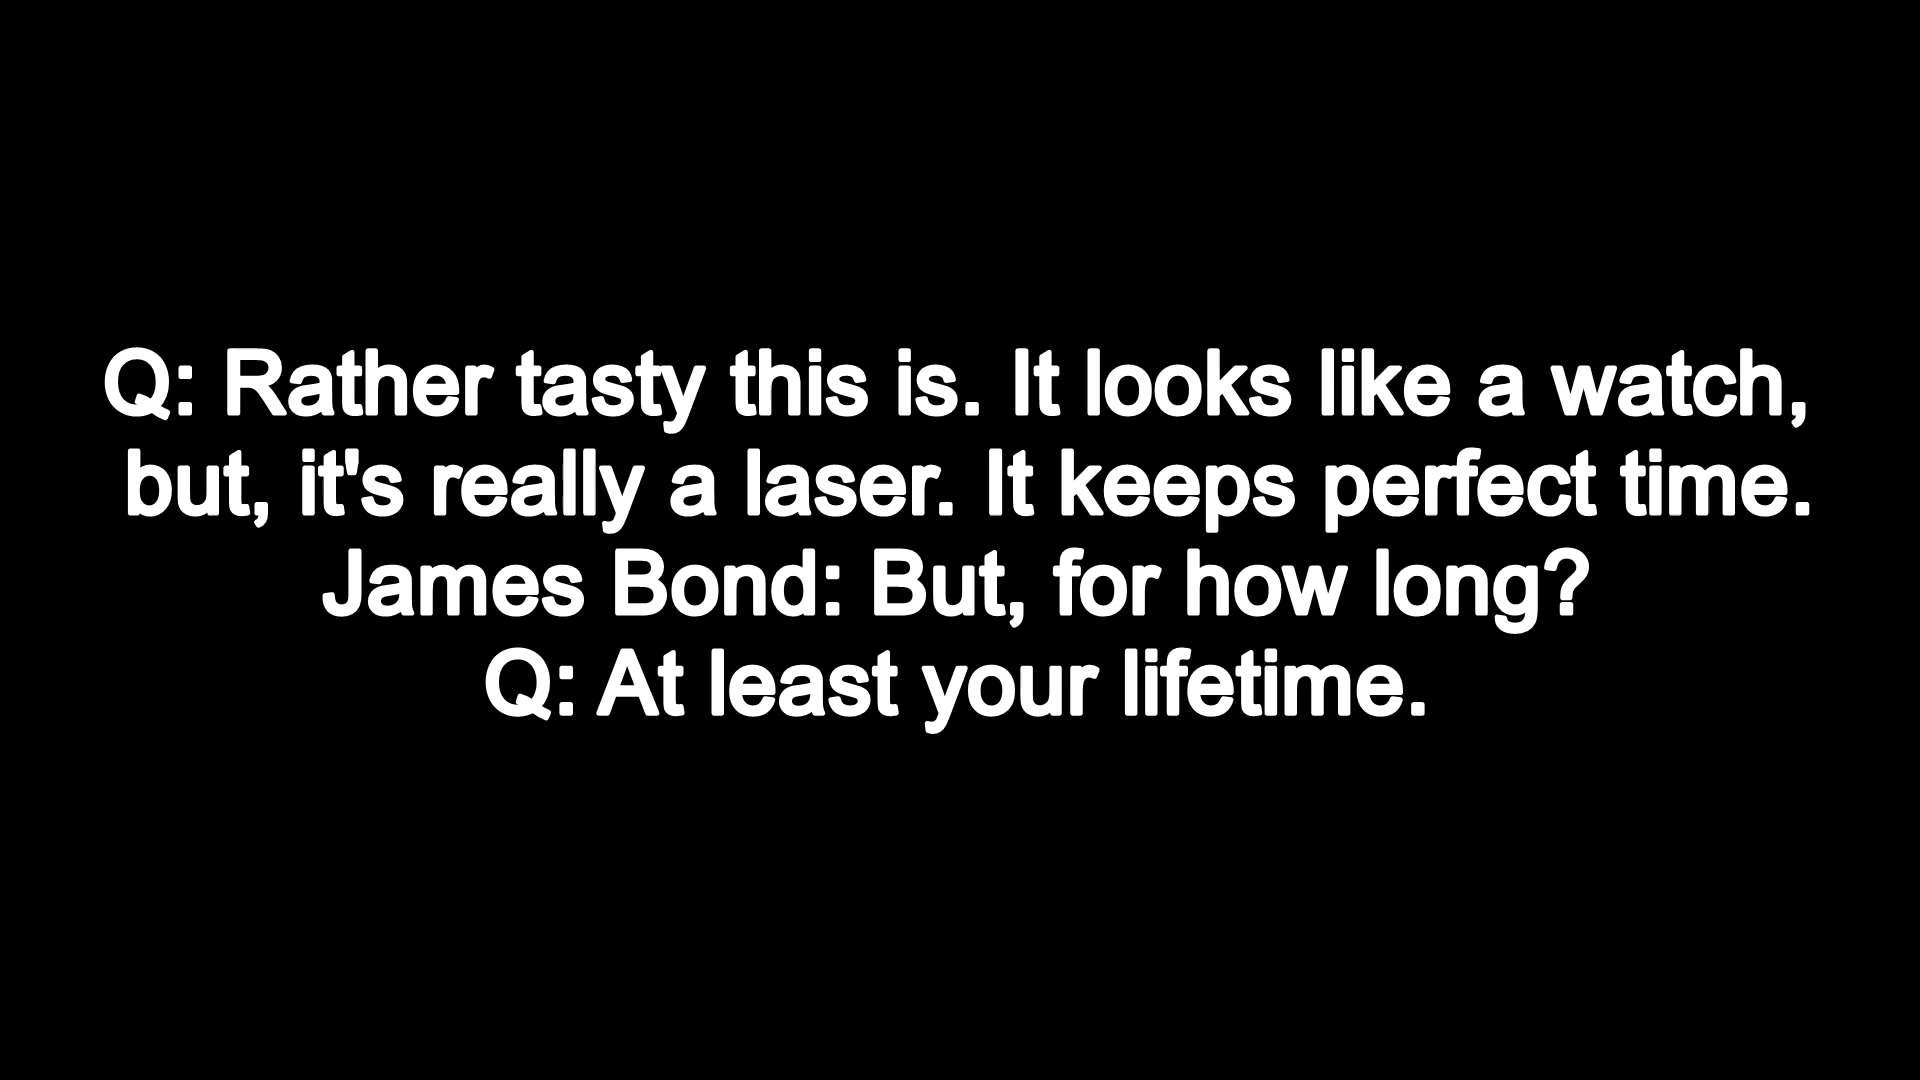 Q: Rather tasty this is. It looks like a watch,
but, it's really a laser. It keeps perfect time.
James Bond: But, for how long?
Q: At least your lifetime.